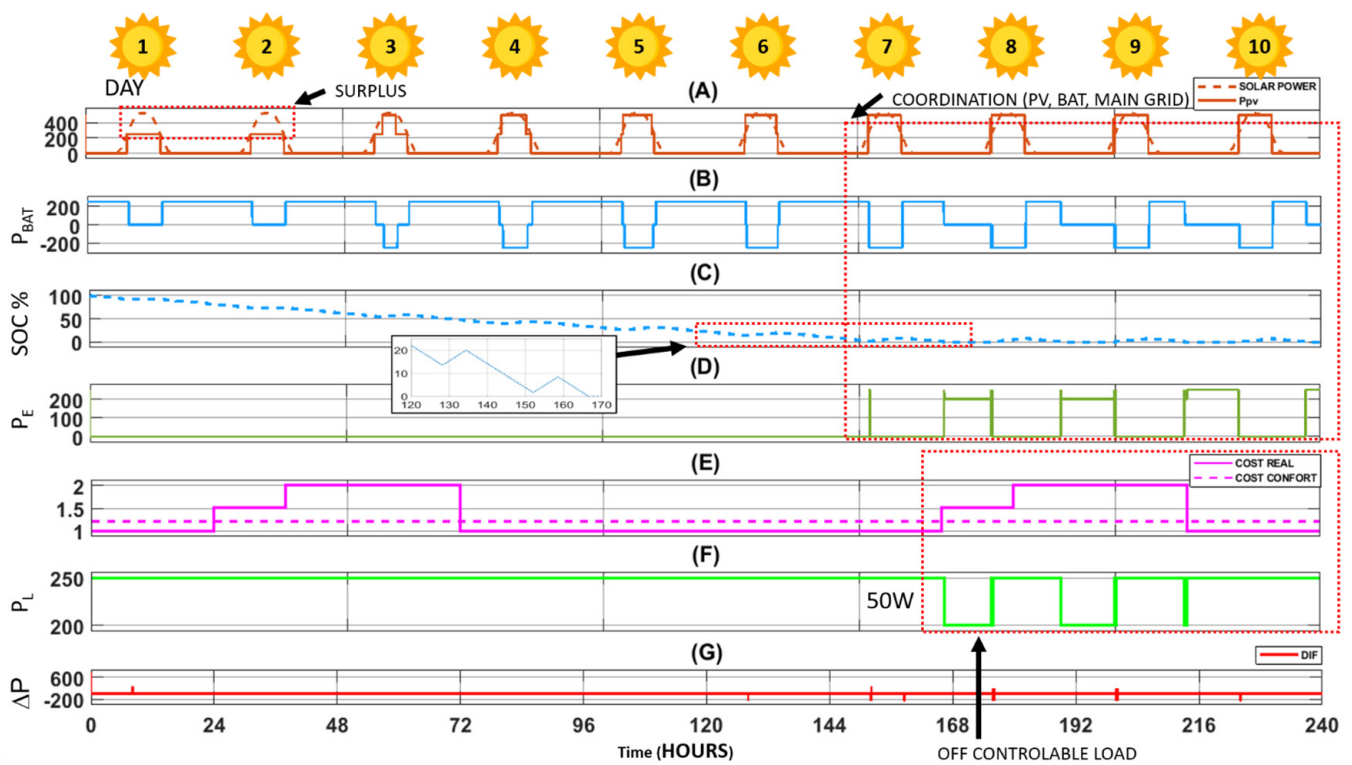 1 2 3 4 5 6 7 8 9 10
DAY
SURPLUS
(A)
COORDINATION (PV, BAT, MAIN GRID)
SOLAR POWER
Ppv
400
200
0
(B)
PBAT
200
0
-200
(C)
SOC %
100
50
0
20
10
0
120 130 140 150 160 170
(D)
PE
200
100
0
(E)
COST REAL
COST CONFORT
2
1.5
1
(F)
PL
250
200
50W
(G)
DIF
ΔP
600
-200
0 24 48 72 96 120 144 168 192 216 240
Time (HOURS)
OFF CONTROLABLE LOAD